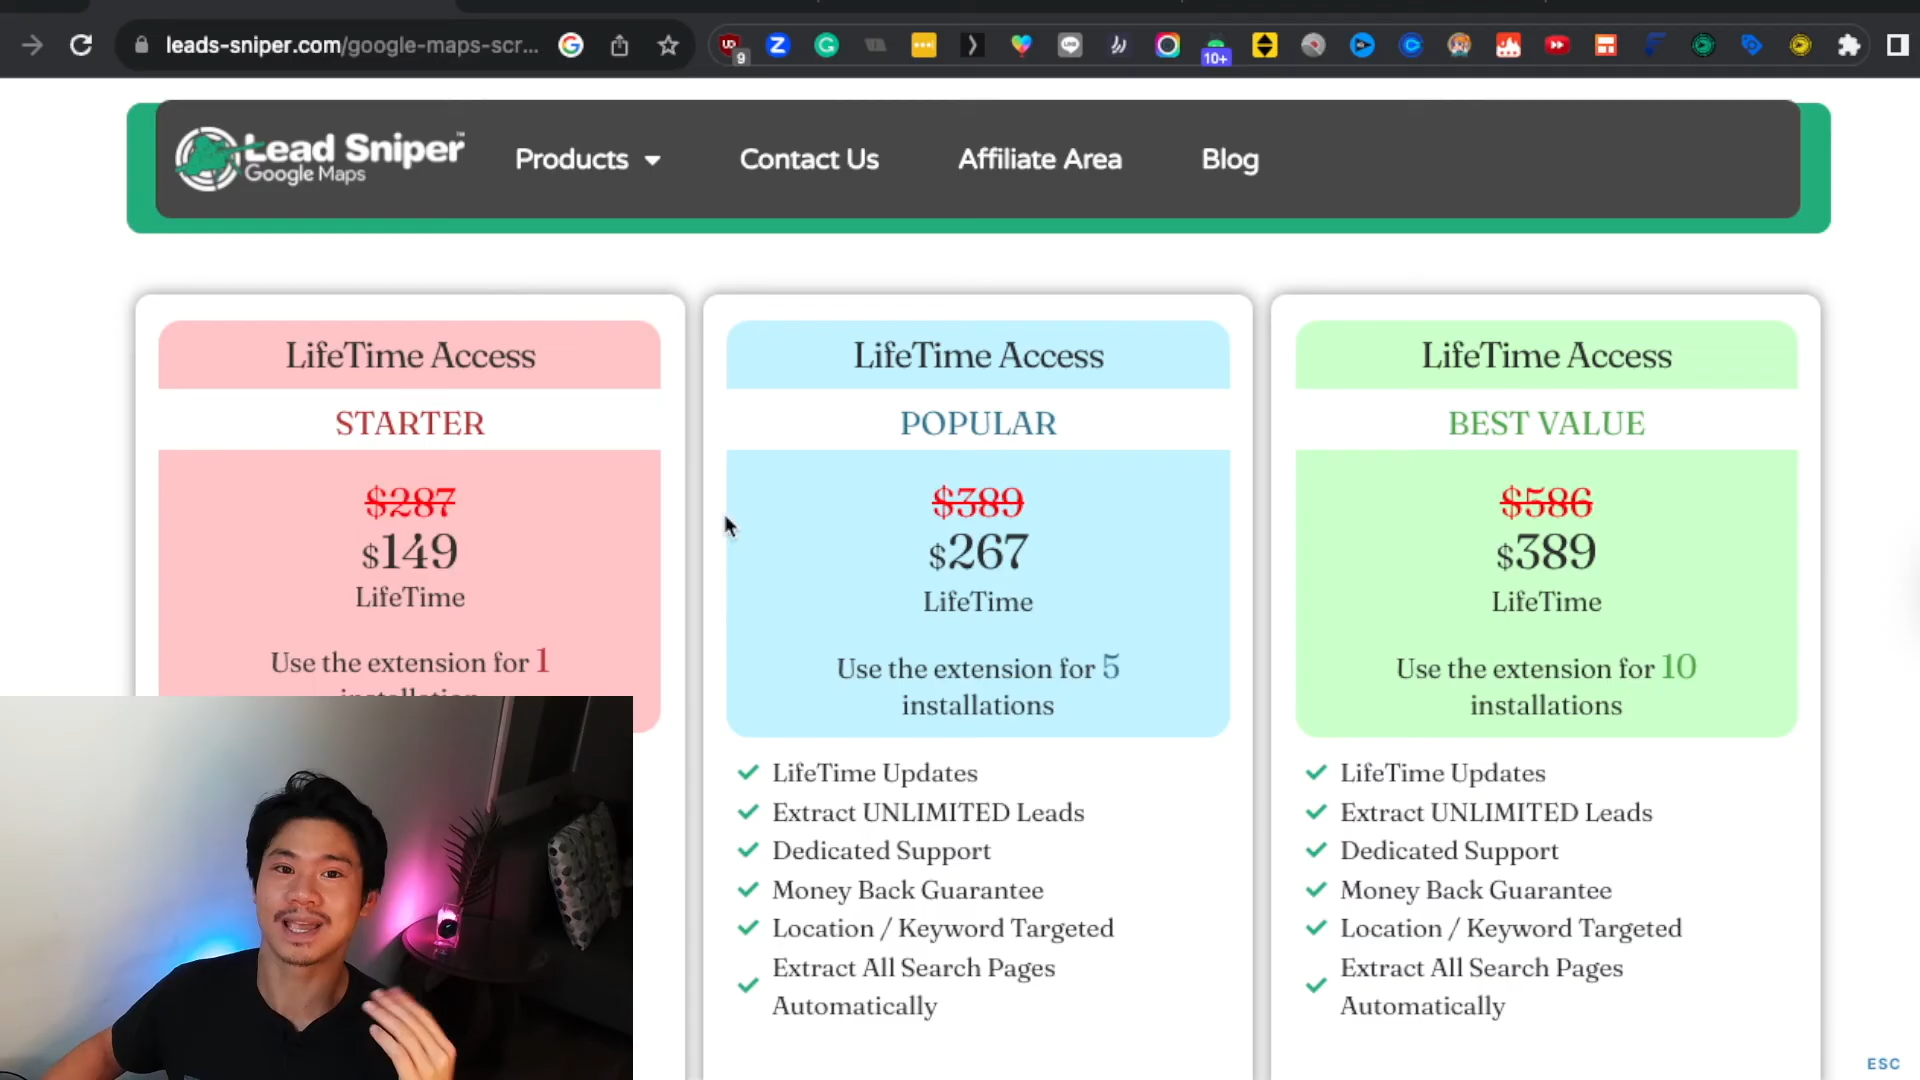 leads-sniper.com/google-maps-scr...
9
10+
Lead Sniper™
Google Maps
Products
Contact Us
Affiliate Area
Blog
LifeTime Access
STARTER
$287
$149
LifeTime
Use the extension for 1
LifeTime Access
POPULAR
$389
$267
LifeTime
Use the extension for 5
installations
LifeTime Updates
Extract UNLIMITED Leads
Dedicated Support
Money Back Guarantee
Location / Keyword Targeted
Extract All Search Pages
Automatically
LifeTime Access
BEST VALUE
$586
$389
LifeTime
Use the extension for 10
installations
LifeTime Updates
Extract UNLIMITED Leads
Dedicated Support
Money Back Guarantee
Location / Keyword Targeted
Extract All Search Pages
Automatically
ESC